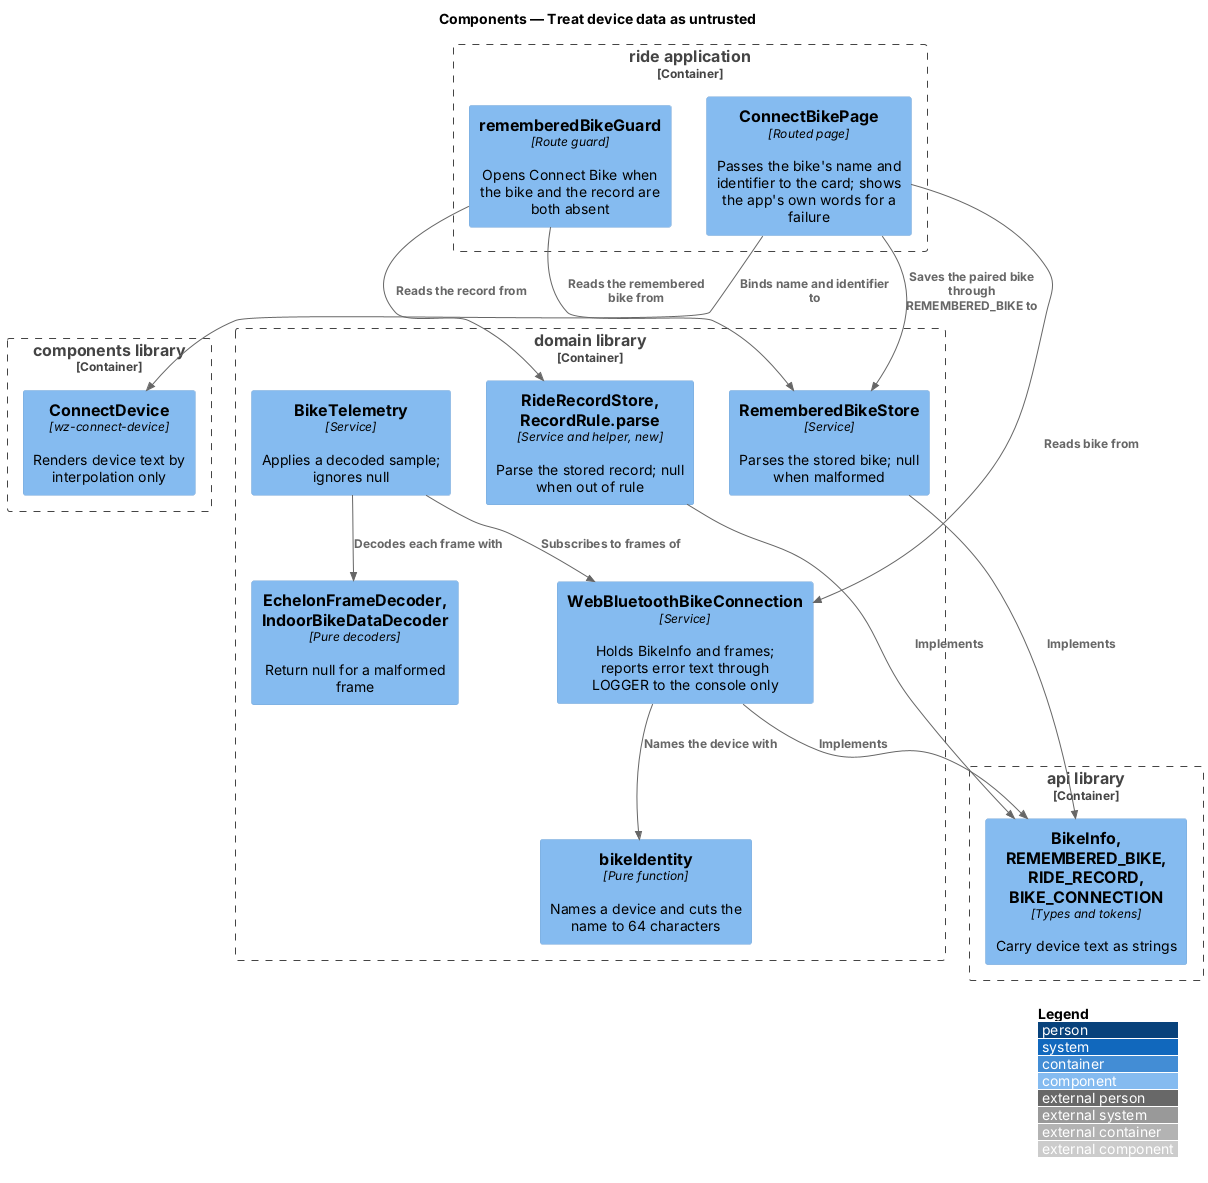 Components — Treat device data as untrusted
ride application
[Container]
rememberedBikeGuard
[Route guard]
Opens Connect Bike when
the bike and the record are
both absent
ConnectBikePage
[Routed page]
Passes the bike's name and
identifier to the card; shows
the app's own words for a
failure
Reads the record from
Reads the remembered
bike from
Binds name and identifier
to
Saves the paired bike
through
REMEMBERED_BIKE to
Reads bike from
components library
[Container]
ConnectDevice
[wz-connect-device]
Renders device text by
interpolation only
domain library
[Container]
BikeTelemetry
[Service]
Applies a decoded sample;
ignores null
RideRecordStore,
RecordRule.parse
[Service and helper, new]
Parse the stored record; null
when out of rule
RememberedBikeStore
[Service]
Parses the stored bike; null
when malformed
Decodes each frame with
Subscribes to frames of
EchelonFrameDecoder,
IndoorBikeDataDecoder
[Pure decoders]
Return null for a malformed
frame
WebBluetoothBikeConnection
[Service]
Holds BikeInfo and frames;
reports error text through
LOGGER to the console only
Implements
Implements
Names the device with
Implements
bikeIdentity
[Pure function]
Names a device and cuts the
name to 64 characters
api library
[Container]
BikeInfo,
REMEMBERED_BIKE,
RIDE_RECORD,
BIKE_CONNECTION
[Types and tokens]
Carry device text as strings
Legend
person
system
container
component
external person
external system
external container
external component